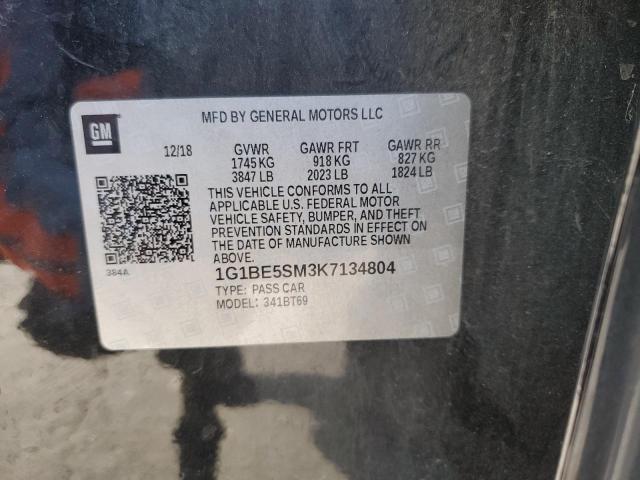 GM
MFD BY GENERAL MOTORS LLC
12/18 GVWR GAWR FRT GAWR RR
1745 KG 918 KG 827 KG
3847 LB 2023 LB 1824 LB
THIS VEHICLE CONFORMS TO ALL
APPLICABLE U.S. FEDERAL MOTOR
VEHICLE SAFETY, BUMPER, AND THEFT
PREVENTION STANDARDS IN EFFECT ON
THE DATE OF MANUFACTURE SHOWN
ABOVE.
384A 1G1BE5SM3K7134804
TYPE: PASS CAR
MODEL: 341BT69